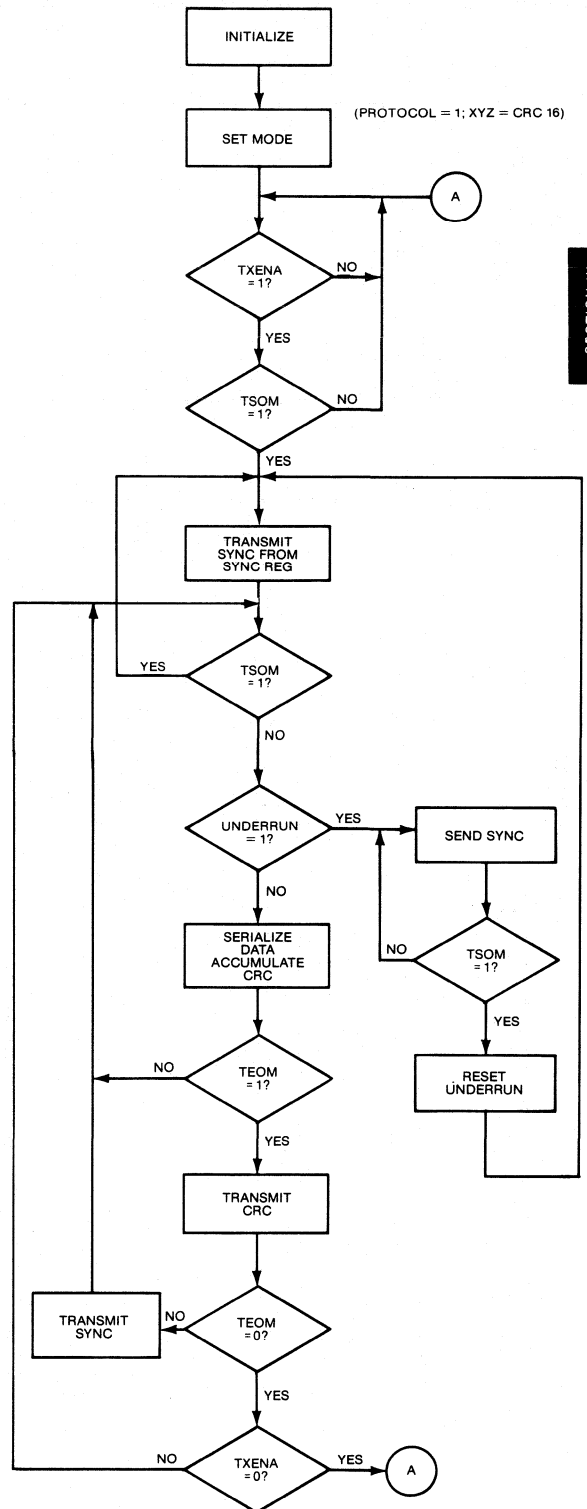 INITIALIZE
SET MODE
(PROTOCOL = 1; XYZ = CRC 16)
A
TXENA
= 1?
NO
YES
TSOM
= 1?
NO
YES
TRANSMIT
SYNC FROM
SYNC REG
YES
TSOM
= 1?
NO
UNDERRUN
= 1?
YES
SEND SYNC
NO
SERIALIZE
DATA
ACCUMULATE
CRC
NO
TSOM
= 1?
YES
NO
TEOM
= 1?
RESET
UNDERRUN
YES
TRANSMIT
CRC
TRANSMIT
SYNC
NO
TEOM
= 0?
YES
NO
TXENA
= 0?
YES
A